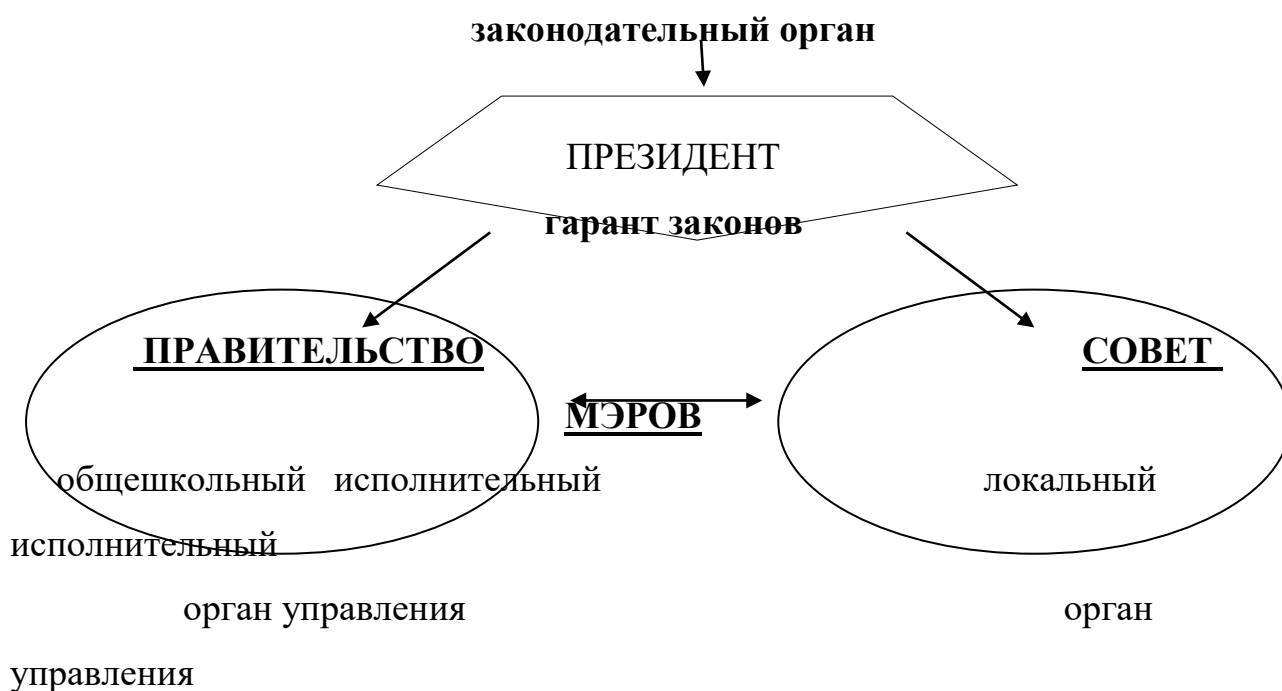 законодательный орган
ПРЕЗИДЕНТ
гарант законов
ПРАВИТЕЛЬСТВО СОВЕТ
МЭРОВ
общешкольный исполнительный локальный
исполнительный
орган управления орган
управления